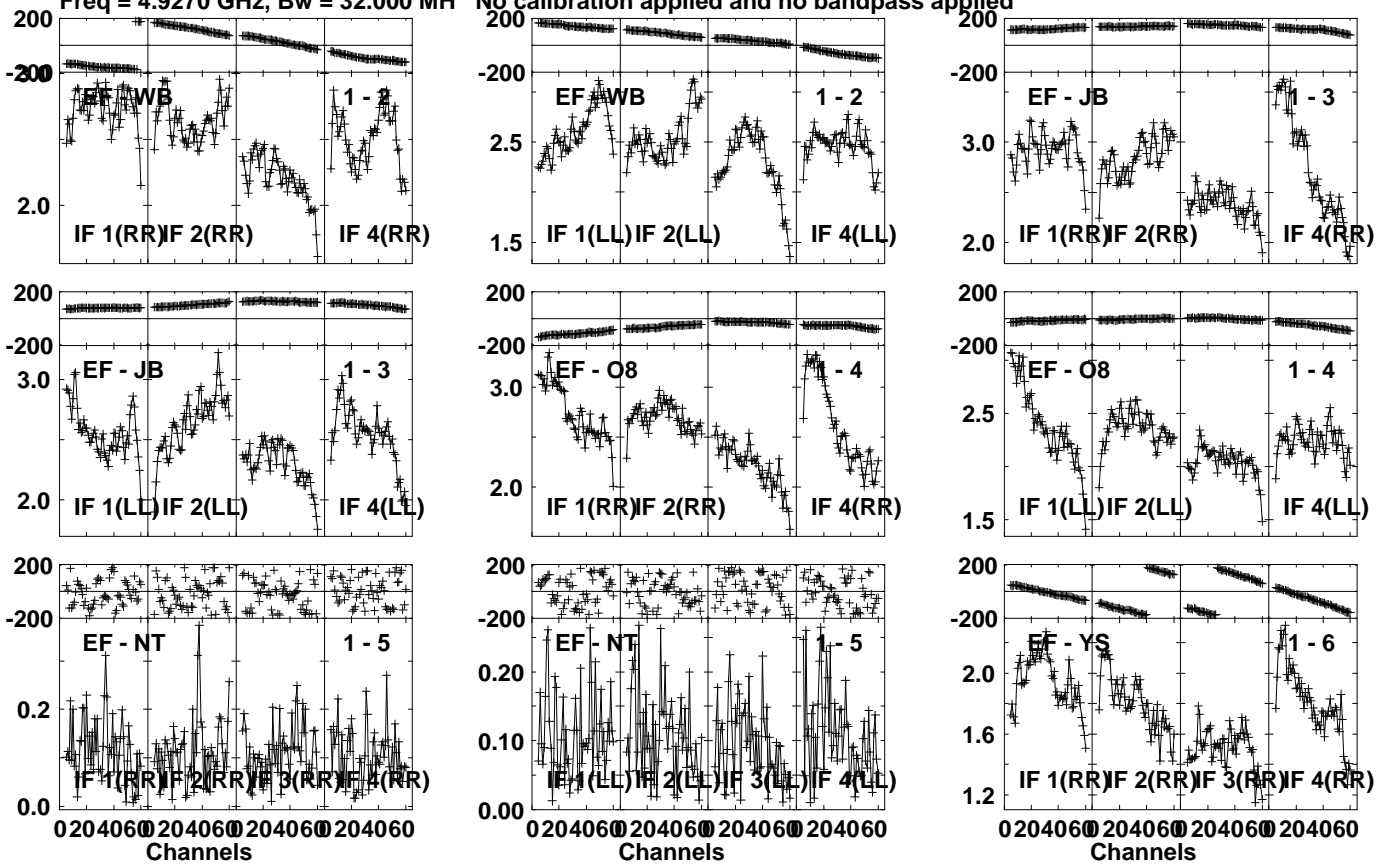 Freq = 4.9270 GHz, Bw = 32.000 MH No calibration applied and no bandpass applied
200
-200
3.0
2.0
EF - WB 1 - 2
IF 1(RR) IF 2(RR) IF 4(RR)
2.5
1.5
EF - WB 1 - 2
IF 1(LL) IF 2(LL) IF 4(LL)
3.0
2.0
EF - JB 1 - 3
IF 1(RR) IF 2(RR) IF 4(RR)
200
-200
3.0
2.0
EF - JB 1 - 3
IF 1(LL) IF 2(LL) IF 4(LL)
200
-200
3.0
2.0
EF - O8 1 - 4
IF 1(RR) IF 2(RR) IF 4(RR)
200
-200
2.5
1.5
EF - O8 1 - 4
IF 1(LL) IF 2(LL) IF 4(LL)
200
-200
0.2
0.0
EF - NT 1 - 5
IF 1(RR) IF 2(RR) IF 3(RR) IF 4(RR)
0 20 40 60 0 20 40 60 0 20 40 60 0 20 40 60
Channels
200
-200
0.20
0.10
0.00
EF - NT 1 - 5
IF 1(LL) IF 2(LL) IF 3(LL) IF 4(LL)
0 20 40 60 0 20 40 60 0 20 40 60 0 20 40 60
Channels
200
-200
2.0
1.6
1.2
EF - YS 1 - 6
IF 1(RR) IF 2(RR) IF 3(RR) IF 4(RR)
0 20 40 60 0 20 40 60 0 20 40 60 0 20 40 60
Channels